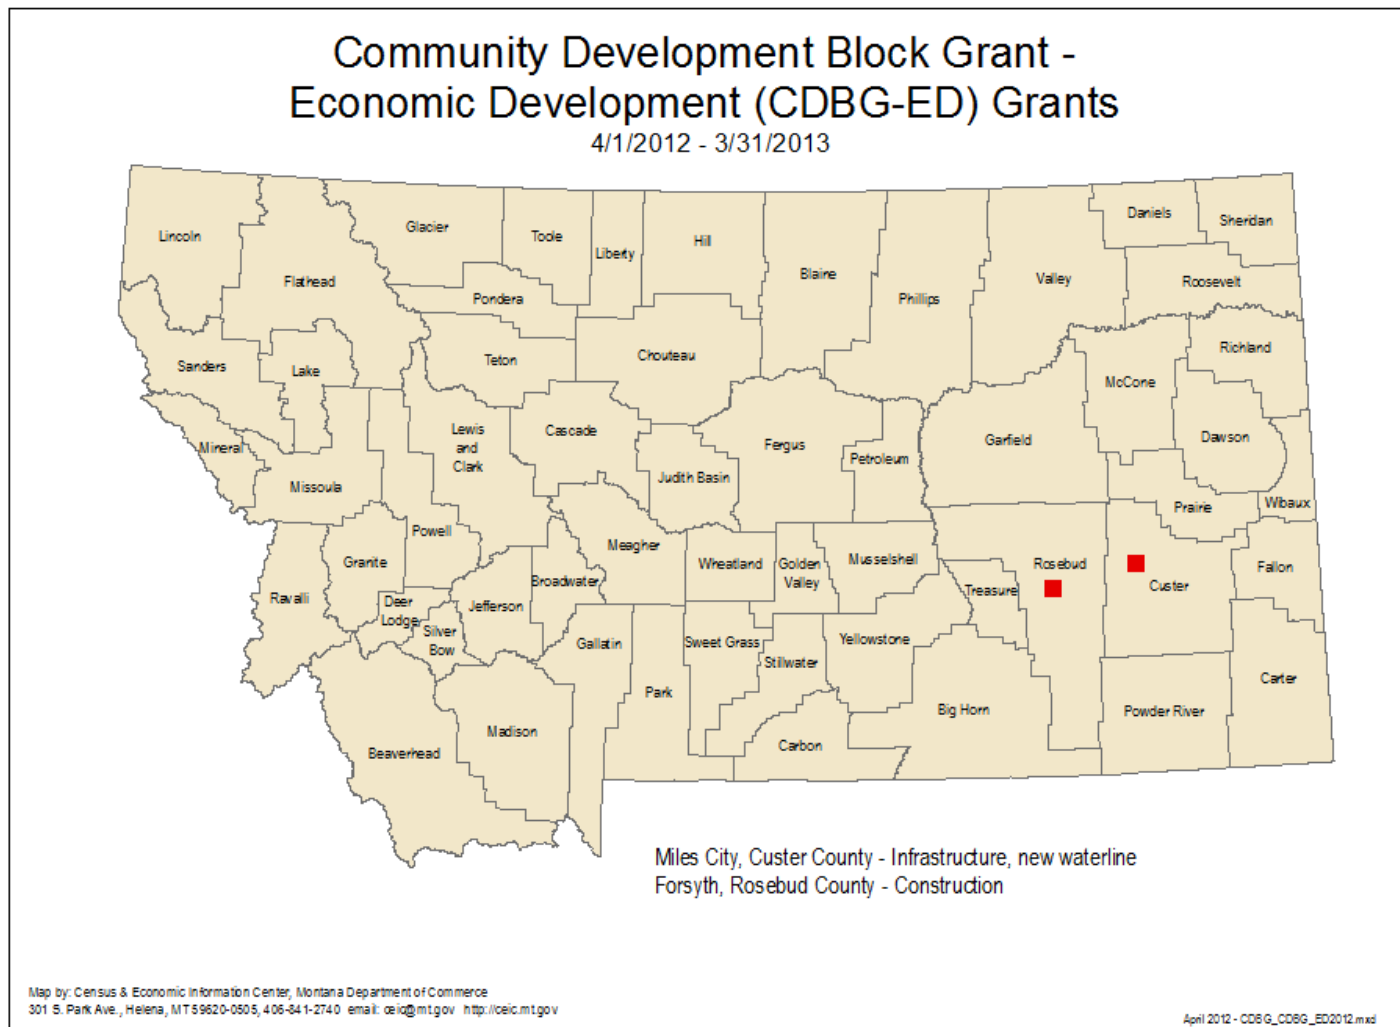 Community Development Block Grant -
Economic Development (CDBG-ED) Grants
4/1/2012 - 3/31/2013
Lincoln
Flathead
Glacier
Toole
Liberty
Hill
Blaine
Phillips
Valley
Daniels
Sheridan
Roosevelt
Pondera
Teton
Chouteau
Richland
McCone
Dawson
Sanders
Lake
Mineral
Missoula
Lewis
and
Clark
Cascade
Judith Basin
Fergus
Petroleum
Garfield
Prairie
Wibaux
Powell
Granite
Ravalli
Deer
Lodge
Silver
Bow
Jefferson
Broadwater
Meagher
Wheatland
Golden
Valley
Musselshell
Treasure
Rosebud
Custer
Fallon
Gallatin
Park
Sweet Grass
Stillwater
Yellowstone
Big Horn
Powder River
Carter
Carbon
Madison
Beaverhead
Miles City, Custer County - Infrastructure, new waterline
Forsyth, Rosebud County - Construction
Map by: Census & Economic Information Center, Montana Department of Commerce
301 S. Park Ave., Helena, MT 59620-0505, 406-841-2740 email: ceic@mt.gov http://ceic.mt.gov
April 2012 - CDBG_CDBG_ED2012.mxd